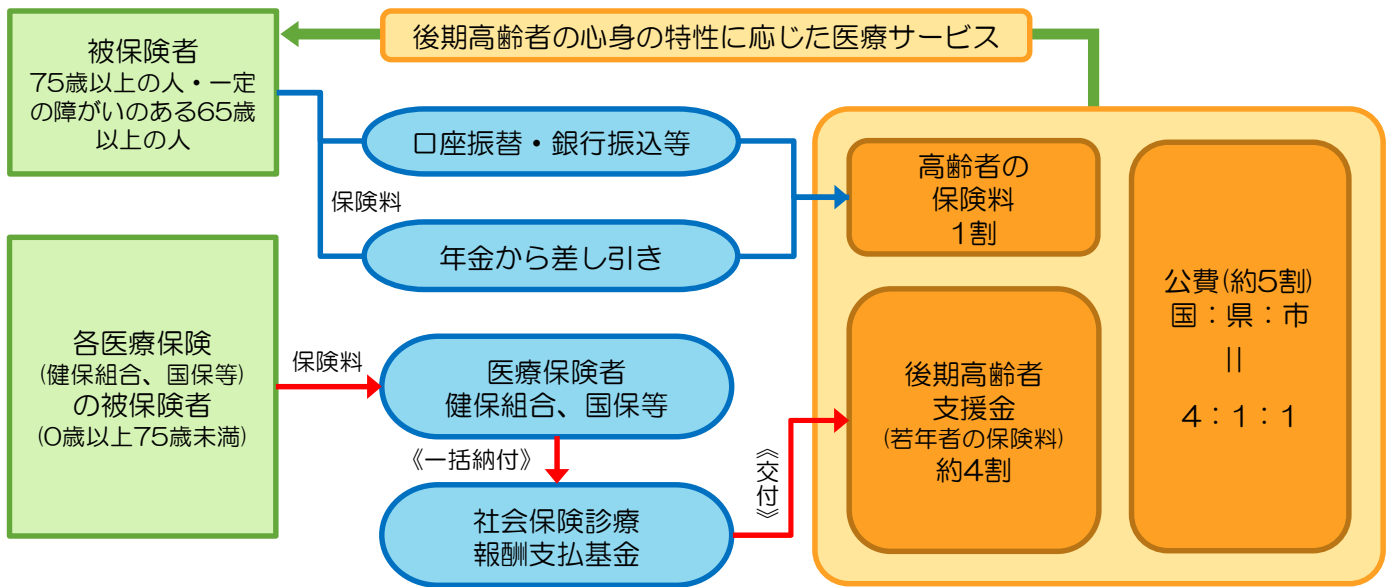 後期高齢者の心身の特性に応じた医療サービス
被保険者
75歳以上の人・一定
の障がいのある65歳
以上の人
保険料
口座振替・銀行振込等
年金から差し引き
高齢者の
保険料
1割
公費(約5割)
国：県：市
＝
4：1：1
各医療保険
(健保組合、国保等)
の被保険者
(0歳以上75歳未満)
保険料
医療保険者
健保組合、国保等
《一括納付》
社会保険診療
報酬支払基金
《交付》
後期高齢者
支援金
(若年者の保険料)
約4割